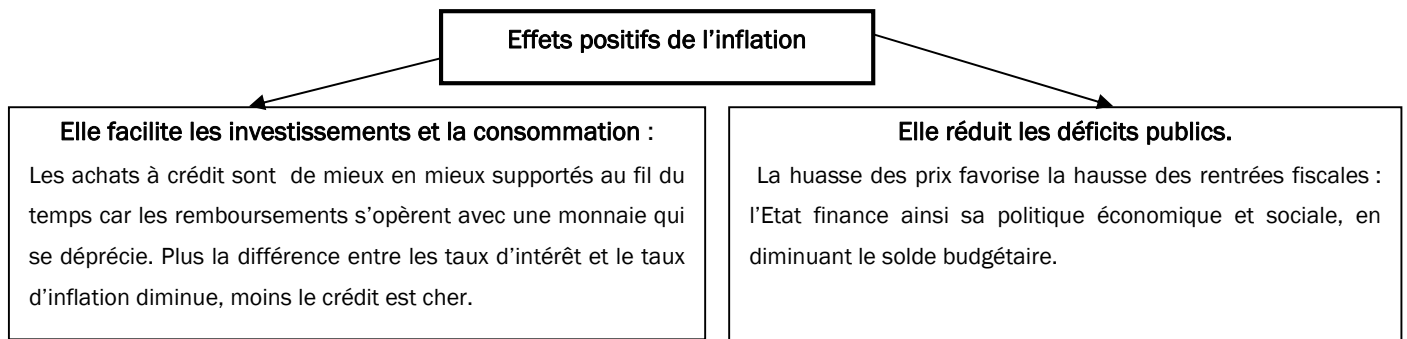 Effets positifs de l’inflation
Elle facilite les investissements et la consommation :
Les achats à crédit sont de mieux en mieux supportés au fil du
temps car les remboursements s’opèrent avec une monnaie qui
se déprécie. Plus la différence entre les taux d’intérêt et le taux
d’inflation diminue, moins le crédit est cher.
Elle réduit les déficits publics.
La huasse des prix favorise la hausse des rentrées fiscales :
l’Etat finance ainsi sa politique économique et sociale, en
diminuant le solde budgétaire.